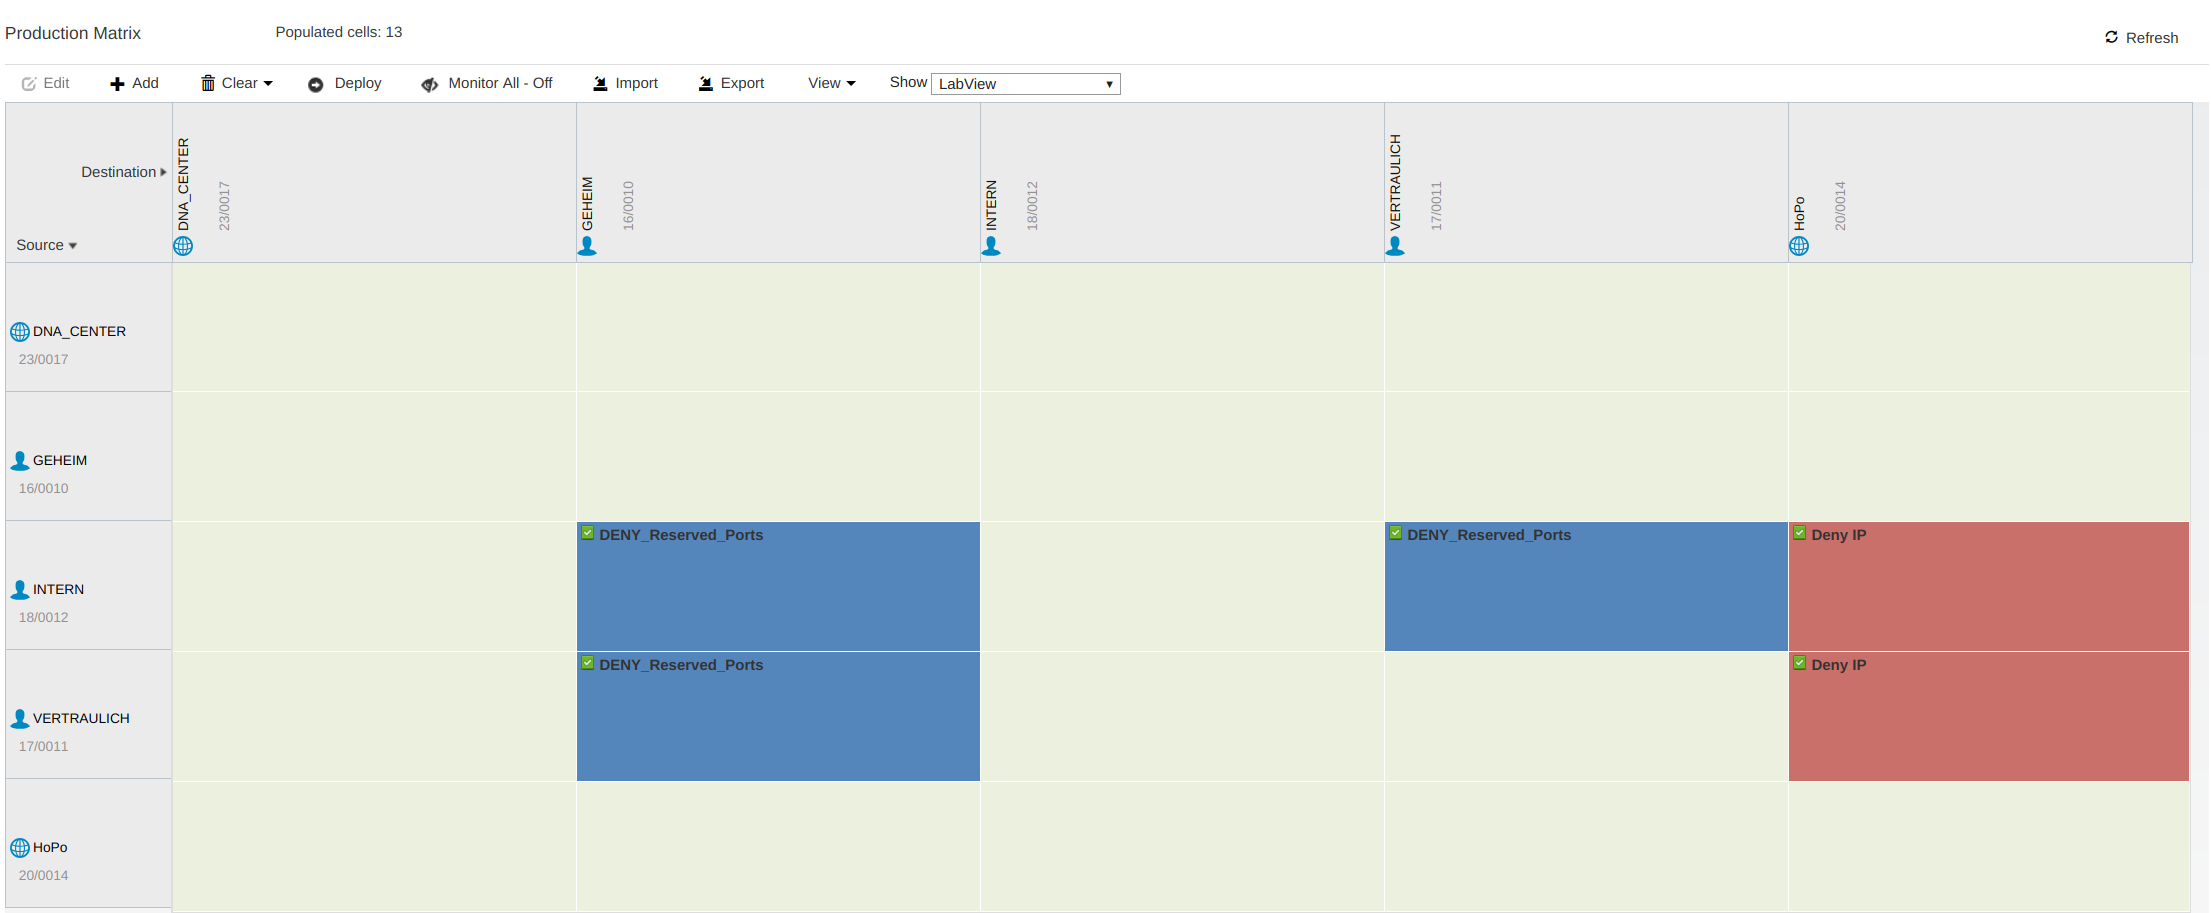 Production Matrix
Populated cells: 13
Refresh
Edit
Add
Clear
Deploy
Monitor All - Off
Import
Export
View
Show
LabView
Destination
Source
DNA_CENTER
23/0017
GEHEIM
16/0010
INTERN
18/0012
VERTRAULICH
17/0011
HoPo
20/0014
DNA_CENTER
23/0017
GEHEIM
16/0010
INTERN
18/0012
DENY_Reserved_Ports
DENY_Reserved_Ports
Deny IP
VERTRAULICH
17/0011
DENY_Reserved_Ports
Deny IP
HoPo
20/0014